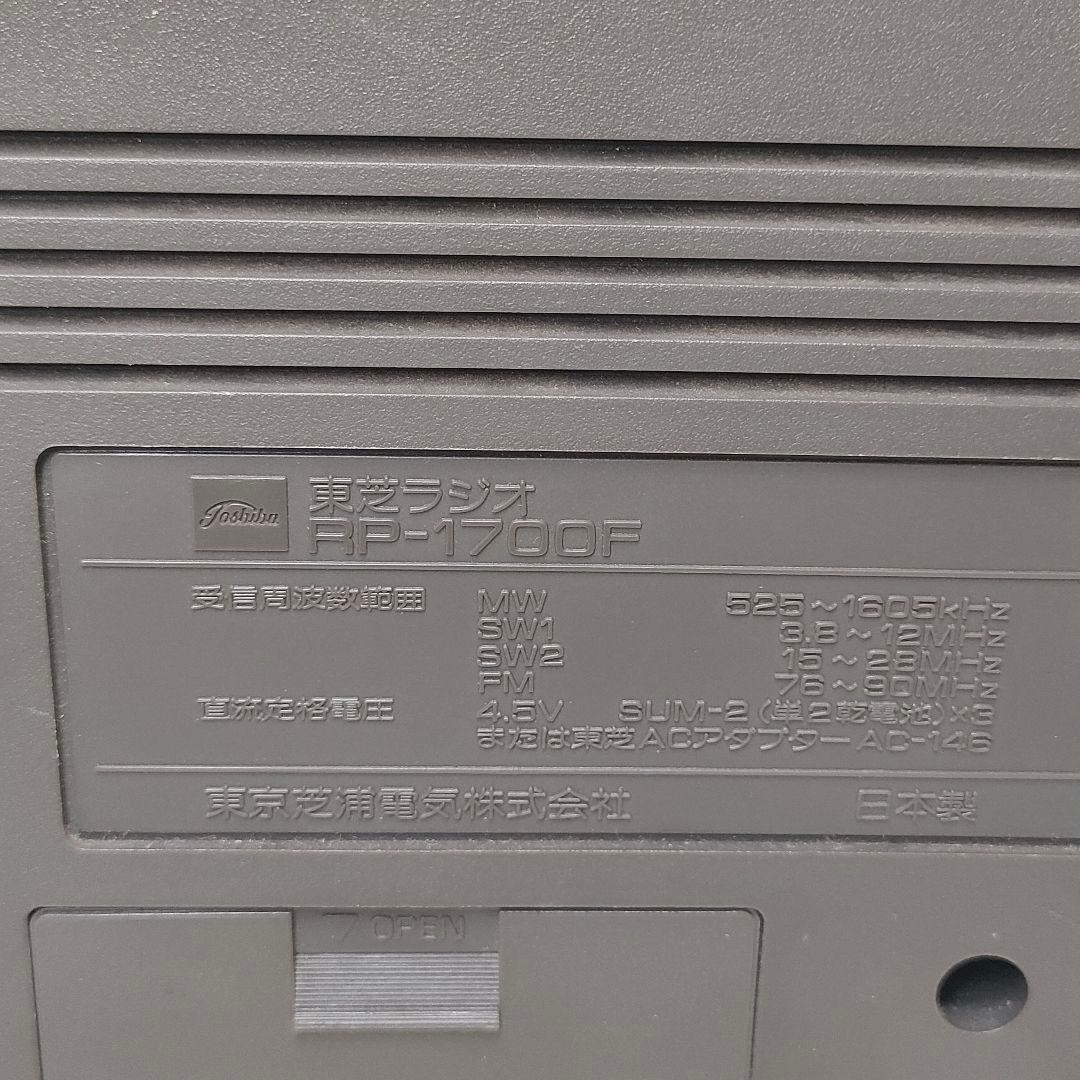 Toshiba 東芝ラジオ
RP-1700F
受信周波数範囲 MW 525~1605kHz
SW1 3.8~12MHz
SW2 15~28MHz
FM 76~90MHz
直流定格電圧 4.5V SUM-2(単2乾電池)×3
または東芝ACアダプターAC-146
東京芝浦電気株式会社 日本製
OPEN